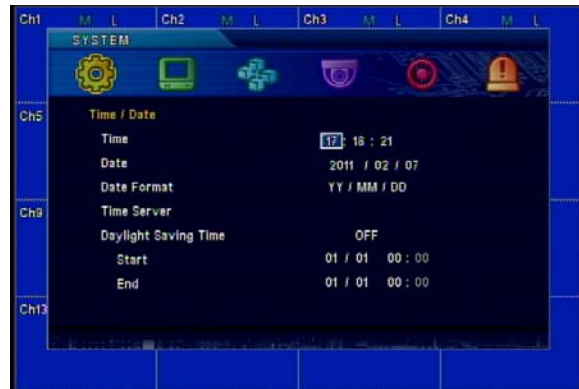 Ch1 M L Ch2 M L Ch3 M L Ch4 M L
SYSTEM
Ch5
Time / Date
Time 17 : 18 : 21
Date 2011 / 02 / 07
Date Format YY / MM / DD
Ch9
Time Server
Daylight Saving Time OFF
Start 01 / 01 00 : 00
End 01 / 01 00 : 00
Ch13